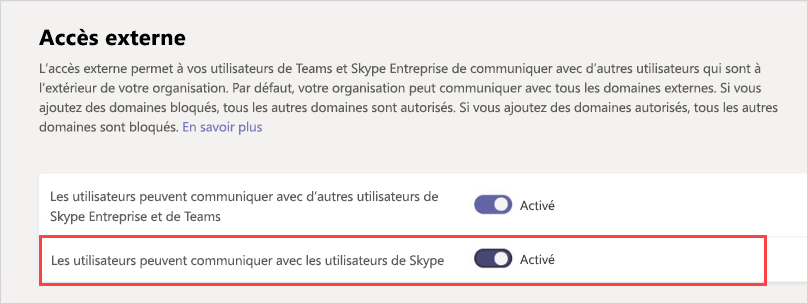 Accès externe
L’accès externe permet à vos utilisateurs de Teams et Skype Entreprise de communiquer avec d’autres utilisateurs qui sont à
l’extérieur de votre organisation. Par défaut, votre organisation peut communiquer avec tous les domaines externes. Si vous
ajoutez des domaines bloqués, tous les autres domaines sont autorisés. Si vous ajoutez des domaines autorisés, tous les autres
domaines sont bloqués. En savoir plus
Les utilisateurs peuvent communiquer avec d’autres utilisateurs de
Skype Entreprise et de Teams
Activé
Les utilisateurs peuvent communiquer avec les utilisateurs de Skype
Activé